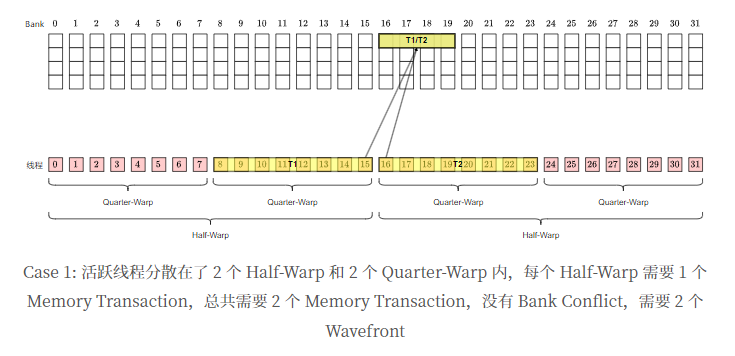 Bank 0 1 2 3 4 5 6 7 8 9 10 11 12 13 14 15 16 17 18 19 20 21 22 23 24 25 26 27 28 29 30 31
T1/T2
线程 0 1 2 3 4 5 6 7 8 9 10 11 T1 12 13 14 15 16 17 18 19 T2 20 21 22 23 24 25 26 27 28 29 30 31
Quarter-Warp Quarter-Warp Quarter-Warp Quarter-Warp
Half-Warp Half-Warp
Case 1: 活跃线程分散在了 2 个 Half-Warp 和 2 个 Quarter-Warp 内，每个 Half-Warp 需要 1 个
Memory Transaction，总共需要 2 个 Memory Transaction，没有 Bank Conflict，需要 2 个
Wavefront